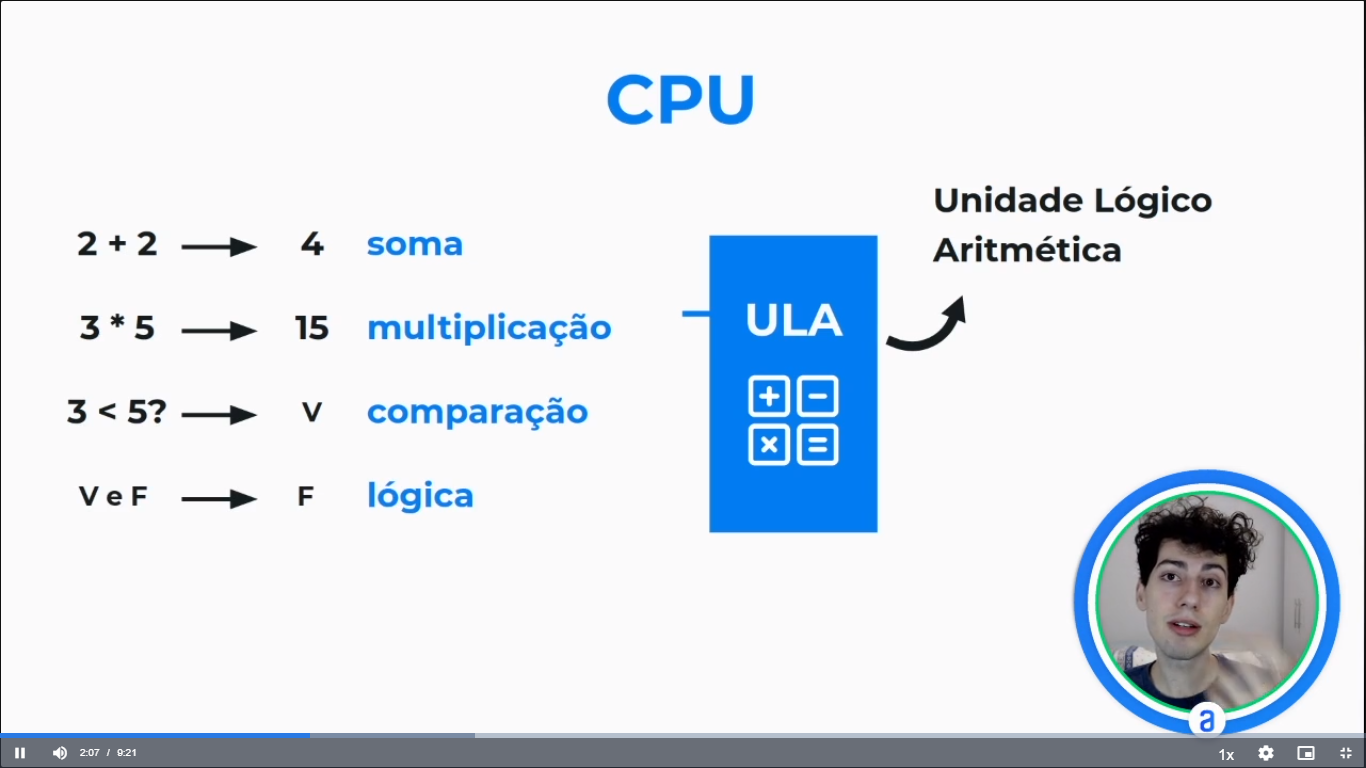 CPU
Unidade Lógico
Aritmética
2 + 2 4 soma
3 * 5 15 multiplicação
3 < 5? V comparação
V e F F lógica
ULA
+ −
× =
a
2:07 / 9:21
1x